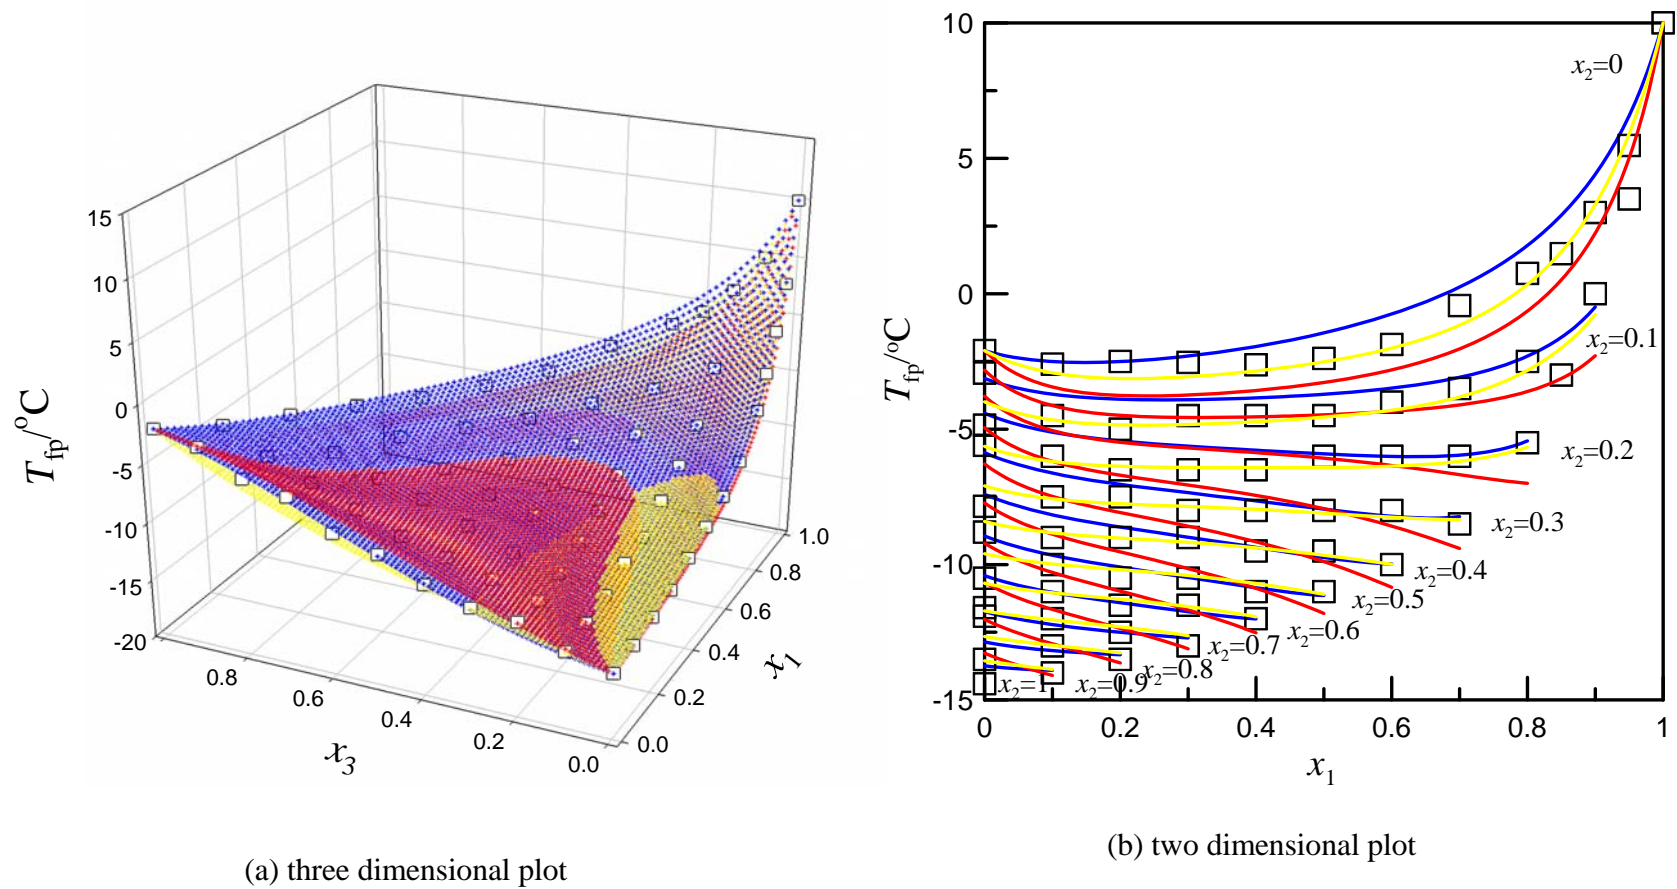 15
10
5
0
-5
-10
-15
-20
T_fp/°C
0.8
0.6
0.4
0.2
0.0
x_3
0.0
0.2
0.4
0.6
0.8
1.0
x_1
(a) three dimensional plot
10
5
0
-5
-10
-15
T_fp/°C
x_2=0
x_2=0.1
x_2=0.2
x_2=0.3
x_2=0.4
x_2=0.5
x_2=0.6
x_2=0.7
x_2=0.8
x_2=0.9
x_2=1
0
0.2
0.4
0.6
0.8
1
x_1
(b) two dimensional plot